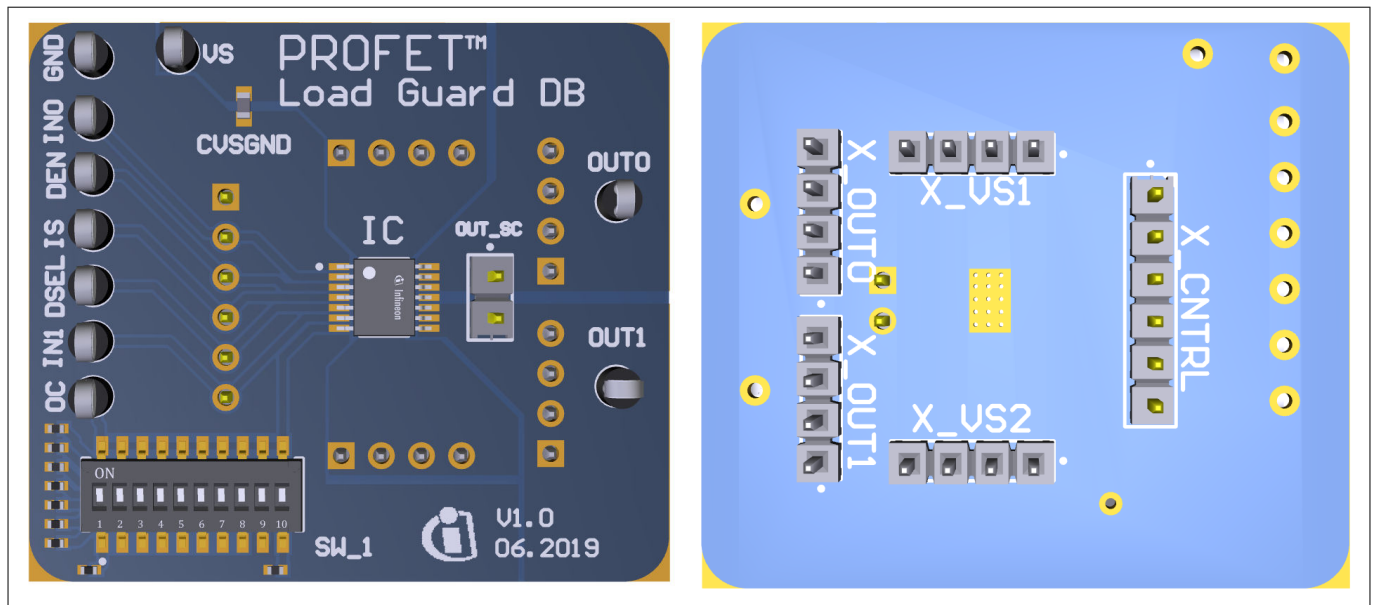 GND
VS
PROFET™
Load Guard DB
IN0
CVSGND
DEN
OUT0
IS
IC
OUT_SC
DSEL
Infineon
IN1
OUT1
OC
ON
1 2 3 4 5 6 7 8 9 10
SW_1
V1.0
06.2019
X_OUT0
X_VS1
X_CNTRL
X_OUT1
X_VS2